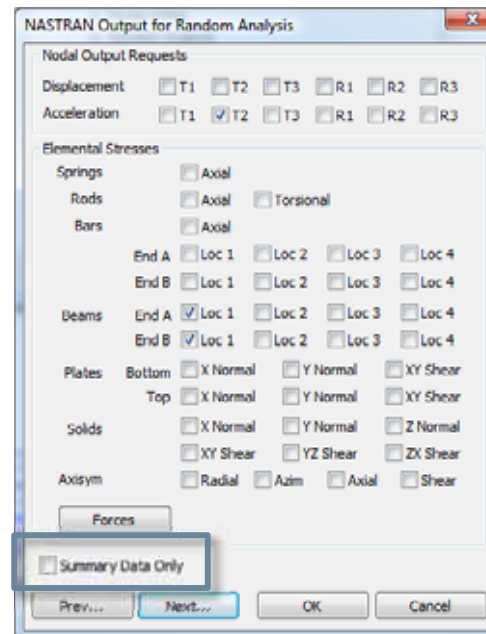 NASTRAN Output for Random Analysis
Nodal Output Requests
Displacement T1 T2 T3 R1 R2 R3
Acceleration T1 T2 T3 R1 R2 R3
Elemental Stresses
Springs Axial
Rods Axial Torsional
Bars Axial
End A Loc 1 Loc 2 Loc 3 Loc 4
End B Loc 1 Loc 2 Loc 3 Loc 4
Beams End A Loc 1 Loc 2 Loc 3 Loc 4
End B Loc 1 Loc 2 Loc 3 Loc 4
Plates Bottom X Normal Y Normal XY Shear
Top X Normal Y Normal XY Shear
Solids X Normal Y Normal Z Normal
XY Shear YZ Shear ZX Shear
Axisym Radial Azim Axial Shear
Forces
Summary Data Only
Prev... Next... OK Cancel